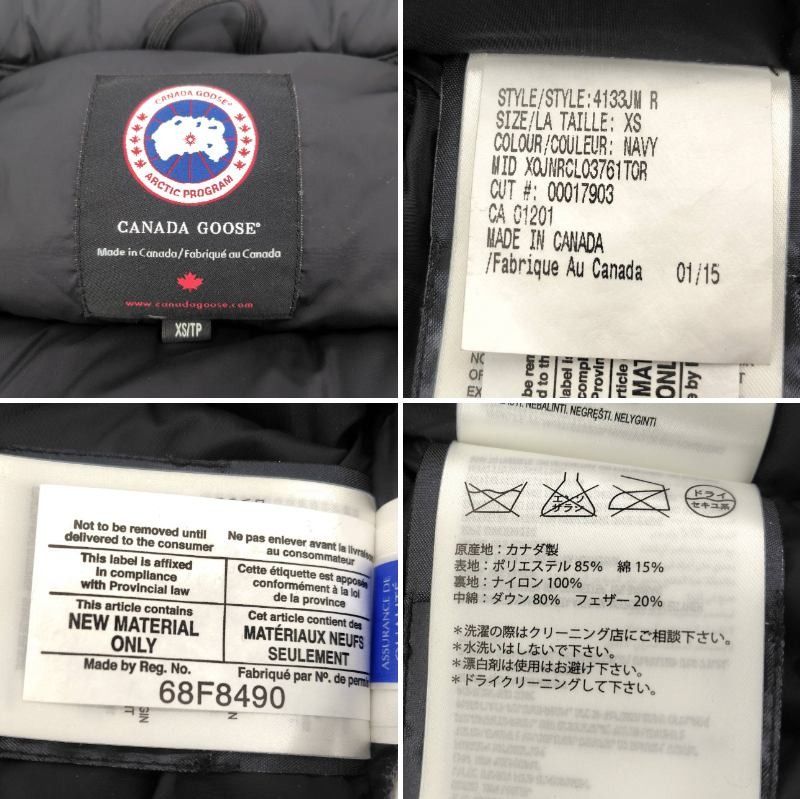 CANADA GOOSE®
ARCTIC PROGRAM
CANADA GOOSE®
Made in Canada/Fabriqué au Canada
www.canadagoose.com
XS/TP
STYLE/STYLE:4133JM R
SIZE/LA TAILLE: XS
COLOUR/COULEUR: NAVY
MID XOJNRCL03761TOR
CUT #: 00017903
CA 01201
MADE IN CANADA
/Fabrique Au Canada 01/15
Not to be removed until
delivered to the consumer
This label is affixed
in compliance
with Provincial law
This article contains
NEW MATERIAL
ONLY
Made by Reg. No.
Ne pas enlever avant la livraison
au consommateur
Cette étiquette est apposée
conformément à la loi
de la province
Cet article contient des
MATÉRIAUX NEUFS
SEULEMENT
Fabriqué par Nº. de permis
68F8490
ASSURANCE DE
NEBALINTI. NEGRĘŠTI. NELYGINTI
エンソ
サラシ
ドライ
セキユ系
原産地：カナダ製
表地：ポリエステル 85% 綿 15%
裏地：ナイロン 100%
中綿：ダウン 80% フェザー 20%
＊洗濯の際はクリーニング店にご相談下さい。
＊水洗いはしないで下さい。
＊漂白剤は使用はお避け下さい。
＊ドライクリーニングして下さい。